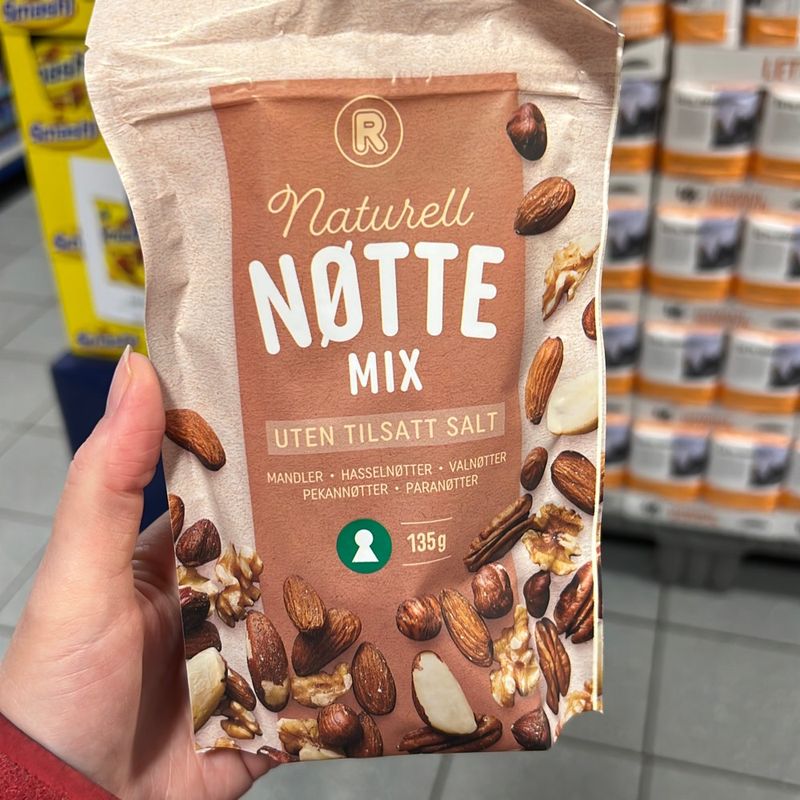 R
Naturell
NØTTE
MIX
UTEN TILSATT SALT
MANDLER • HASSELNØTTER • VALNØTTER
PEKANNØTTER • PARANØTTER
135g